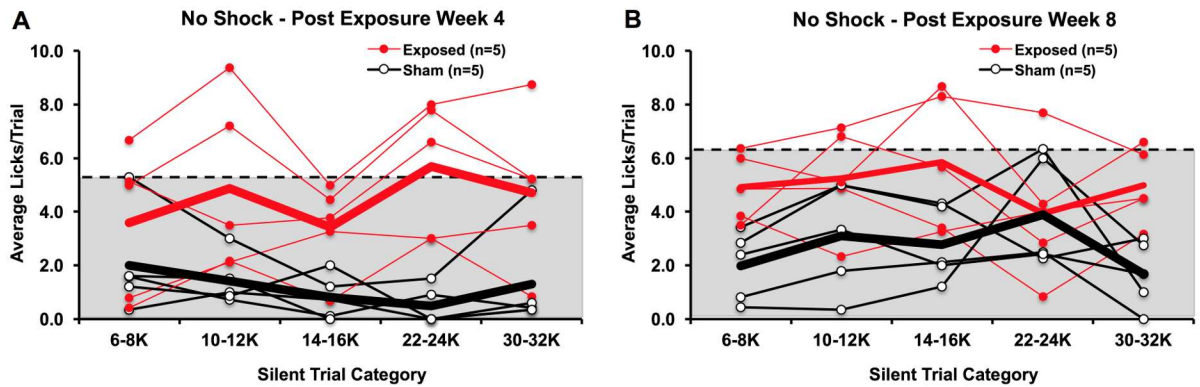 A
No Shock - Post Exposure Week 4
Exposed (n=5)
Sham (n=5)
10.0
8.0
6.0
4.0
2.0
0.0
Average Licks/Trial
6-8K 10-12K 14-16K 22-24K 30-32K
Silent Trial Category
B
No Shock - Post Exposure Week 8
Exposed (n=5)
Sham (n=5)
10.0
8.0
6.0
4.0
2.0
0.0
Average Licks/Trial
6-8K 10-12K 14-16K 22-24K 30-32K
Silent Trial Category